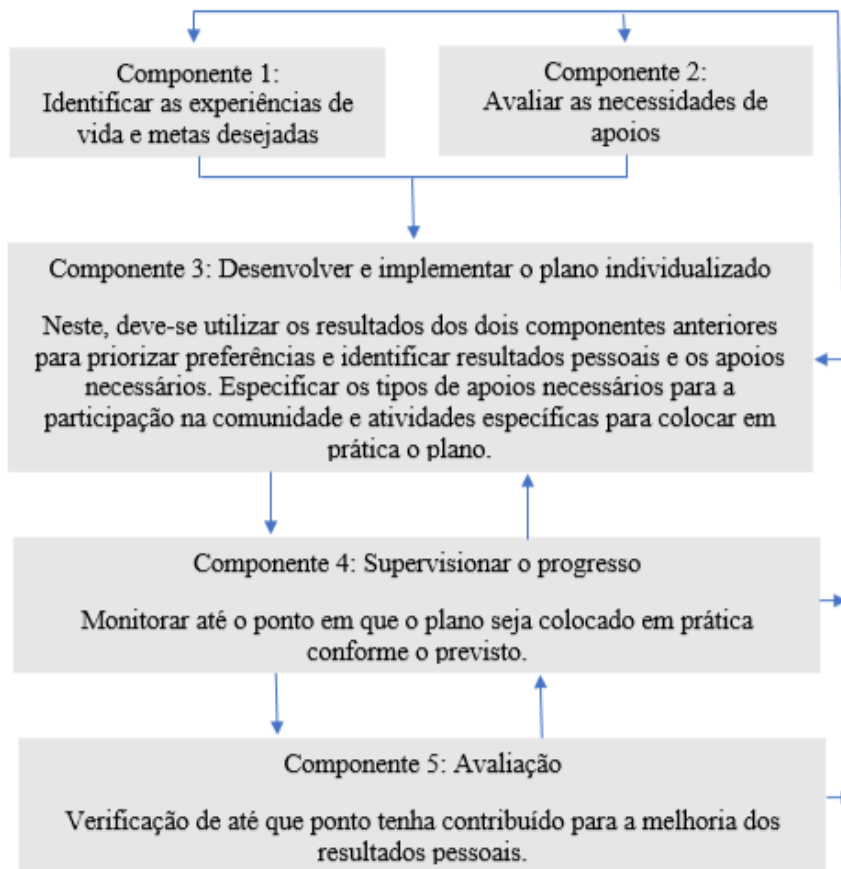 Componente 1:
Identificar as experiências de
vida e metas desejadas
Componente 2:
Avaliar as necessidades de
apoios
Componente 3: Desenvolver e implementar o plano individualizado
Neste, deve-se utilizar os resultados dos dois componentes anteriores
para priorizar preferências e identificar resultados pessoais e os apoios
necessários. Especificar os tipos de apoios necessários para a
participação na comunidade e atividades específicas para colocar em
prática o plano.
Componente 4: Supervisionar o progresso
Monitorar até o ponto em que o plano seja colocado em prática
conforme o previsto.
Componente 5: Avaliação
Verificação de até que ponto tenha contribuído para a melhoria dos
resultados pessoais.